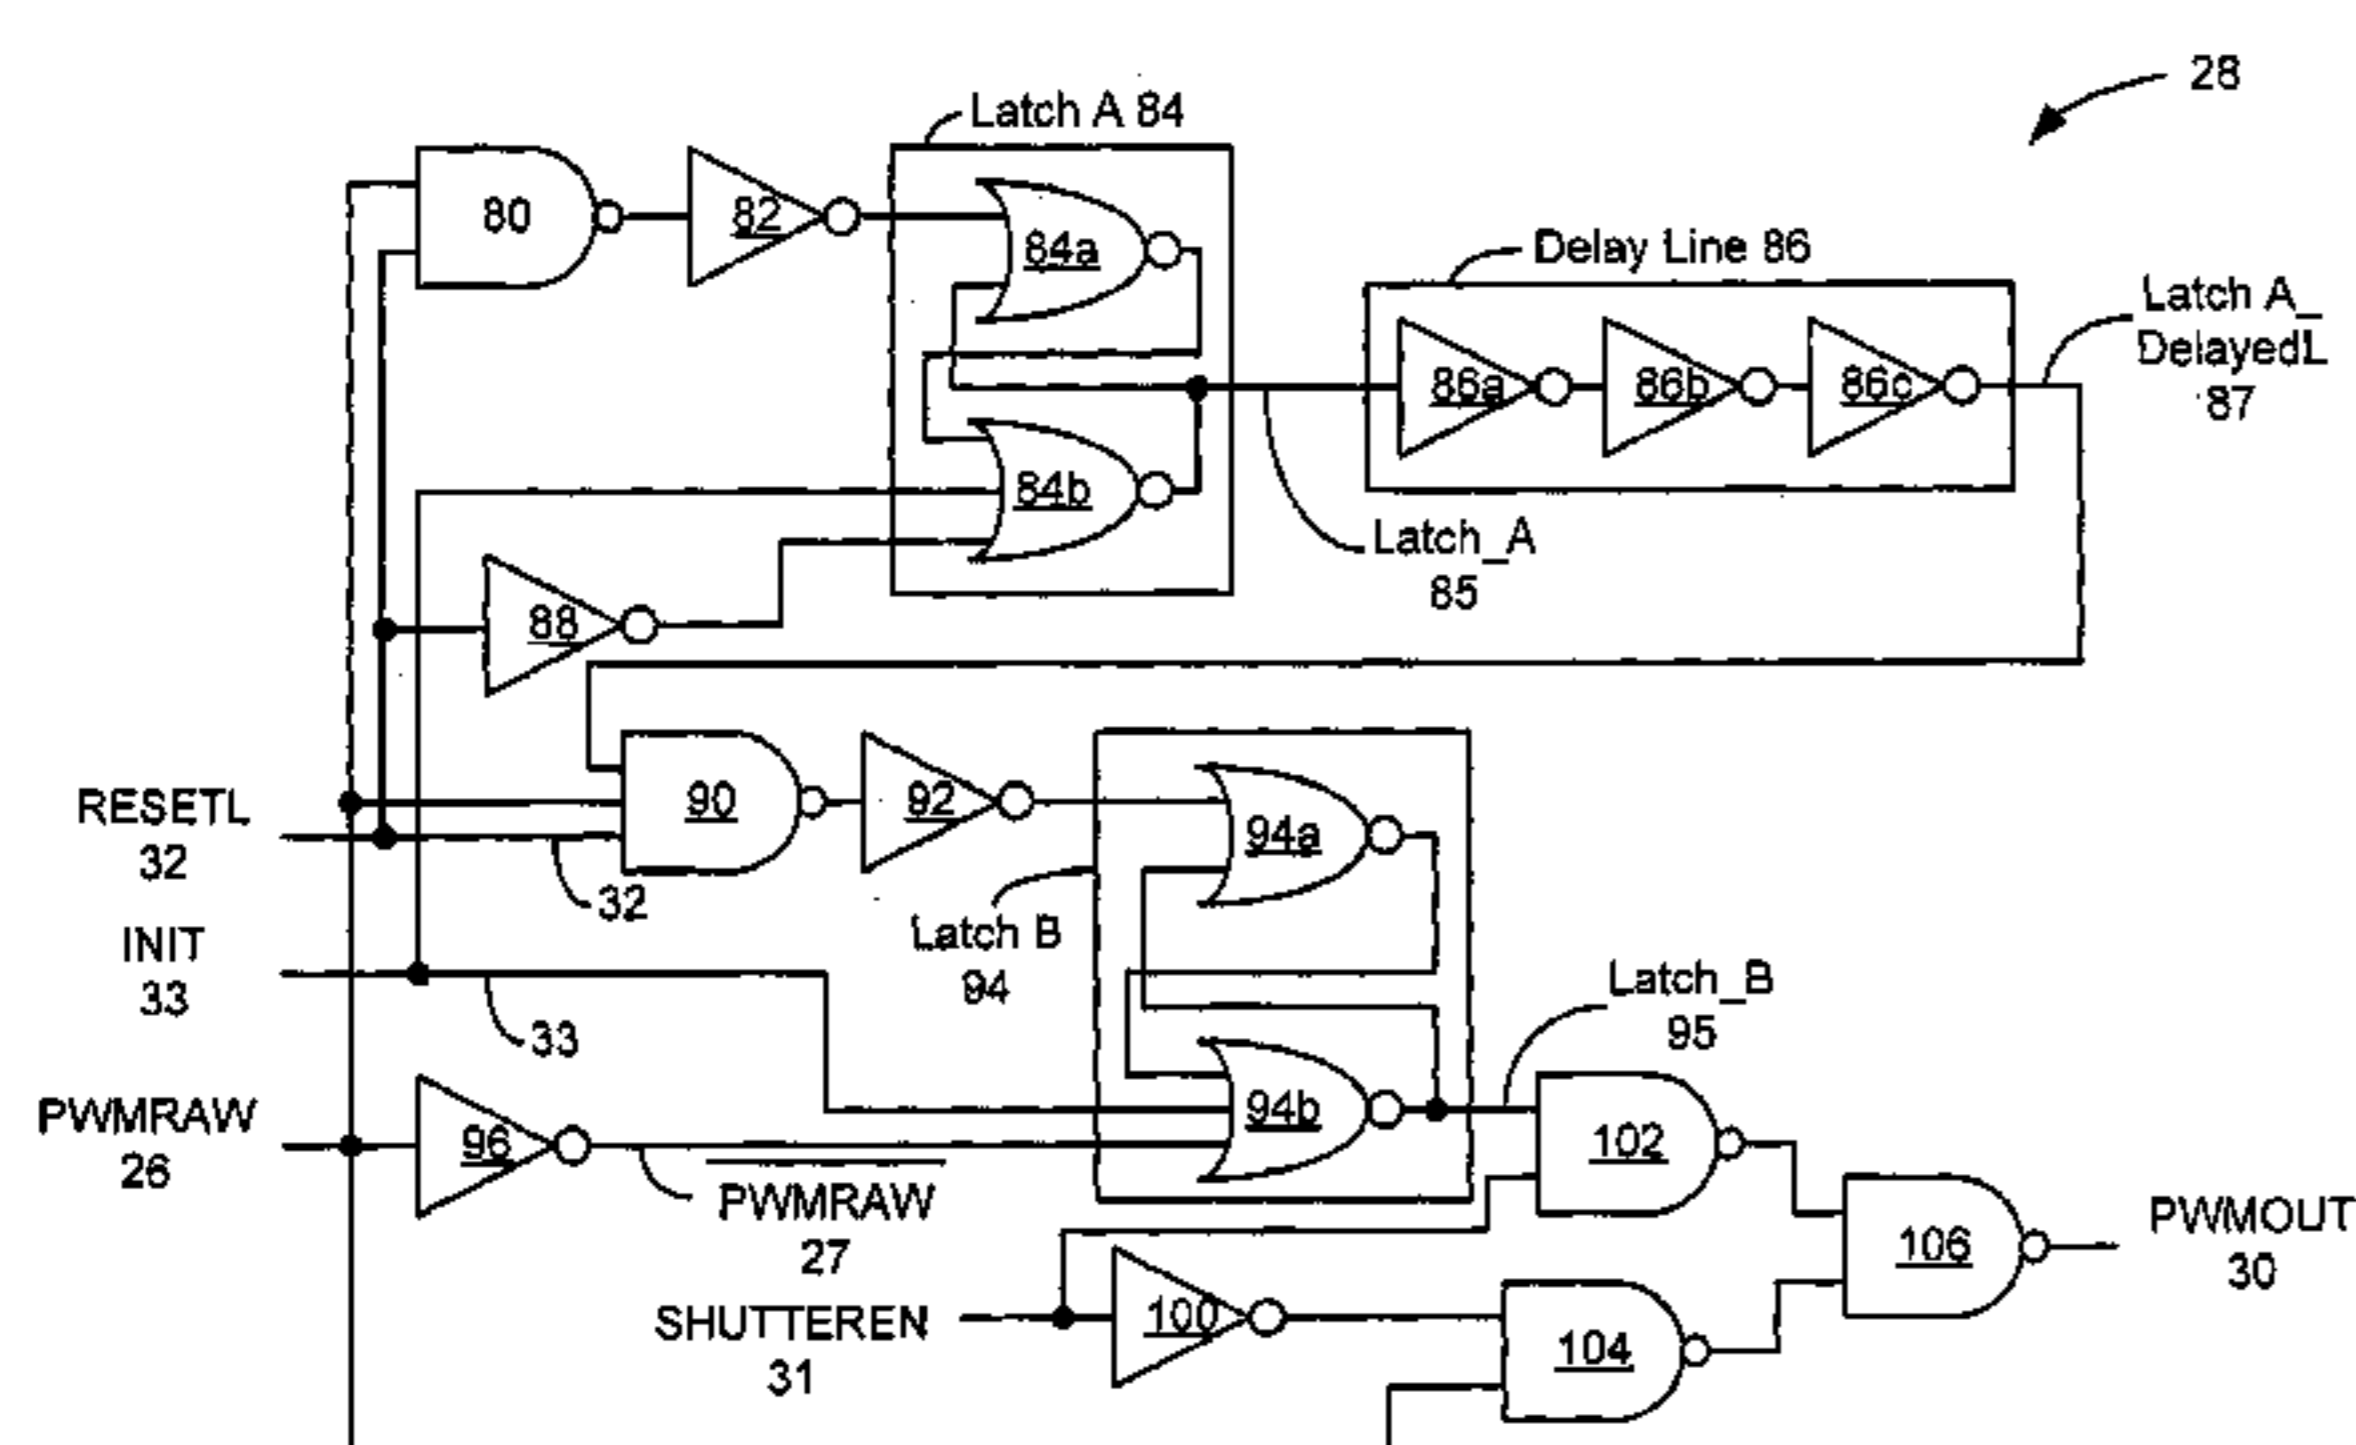 28
Latch A 84
80
82
84a
Delay Line 86
Latch A_
DelayedL
87
86a
86b
86c
84b
Latch_A
85
88
RESETL
32
90
92
94a
32
Latch B
94
INIT
33
33
Latch_B
95
PWMRAW
26
96
94b
102
PWMRAW
27
SHUTTEREN
31
100
104
106
PWMOUT
30